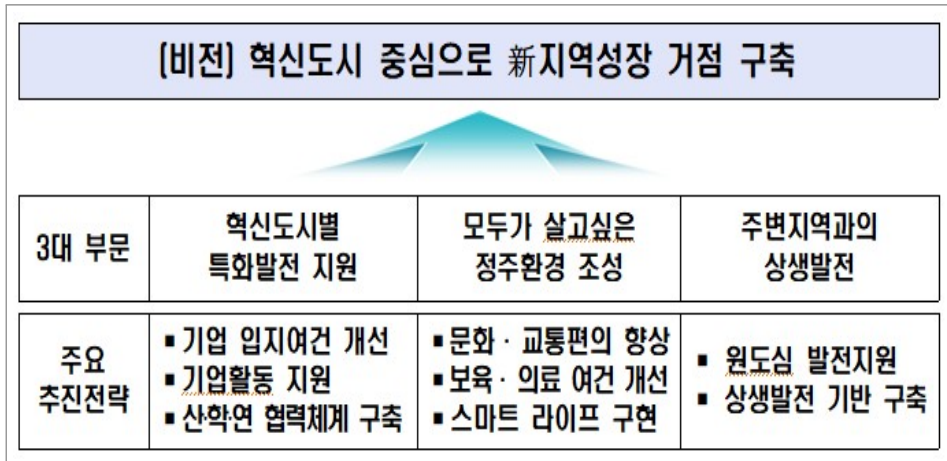 (비전) 혁신도시 중심으로 新지역성장 거점 구축
3대 부문
혁신도시별
특화발전 지원
모두가 살고싶은
정주환경 조성
주변지역과의
상생발전
주요
추진전략
▪ 기업 입지여건 개선
▪ 기업활동 지원
▪ 산·학·연 협력체계 구축
▪ 문화 · 교통편의 향상
▪ 보육 · 의료 여건 개선
▪ 스마트 라이프 구현
▪ 원도심 발전지원
▪ 상생발전 기반 구축